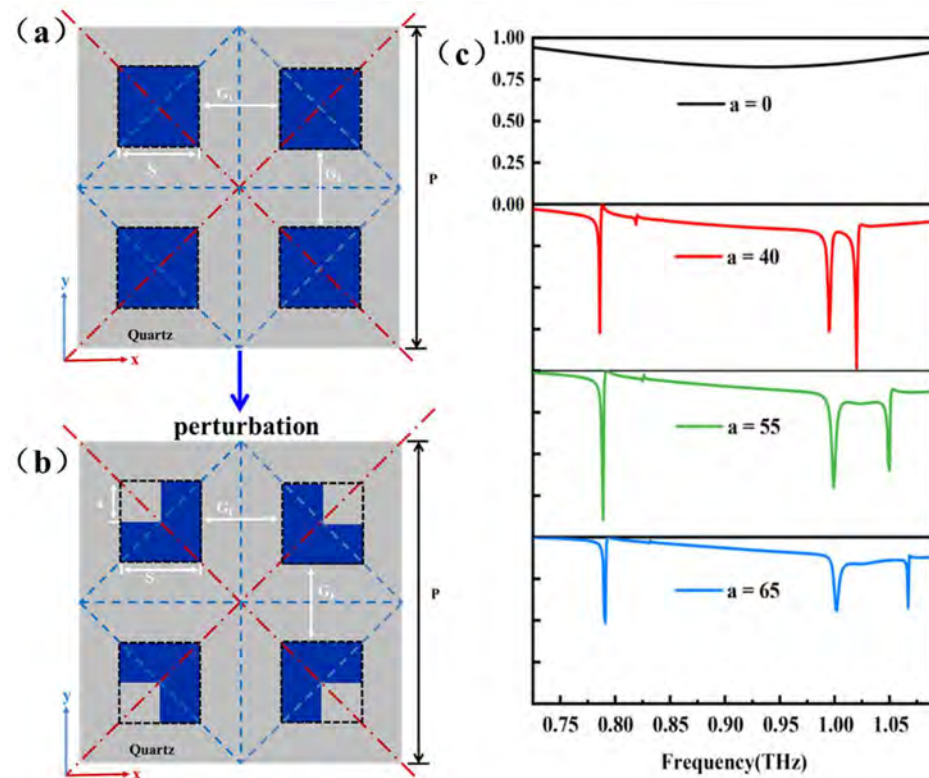 (a)
G₁
S
G₁
P
y
Quartz
x
perturbation
(b)
a
G₁
S
G₁
P
y
Quartz
x
(c)
1.00
0.75
a = 0
0.50
0.25
0.00
a = 40
a = 55
a = 65
0.75 0.80 0.85 0.90 0.95 1.00 1.05
Frequency(THz)